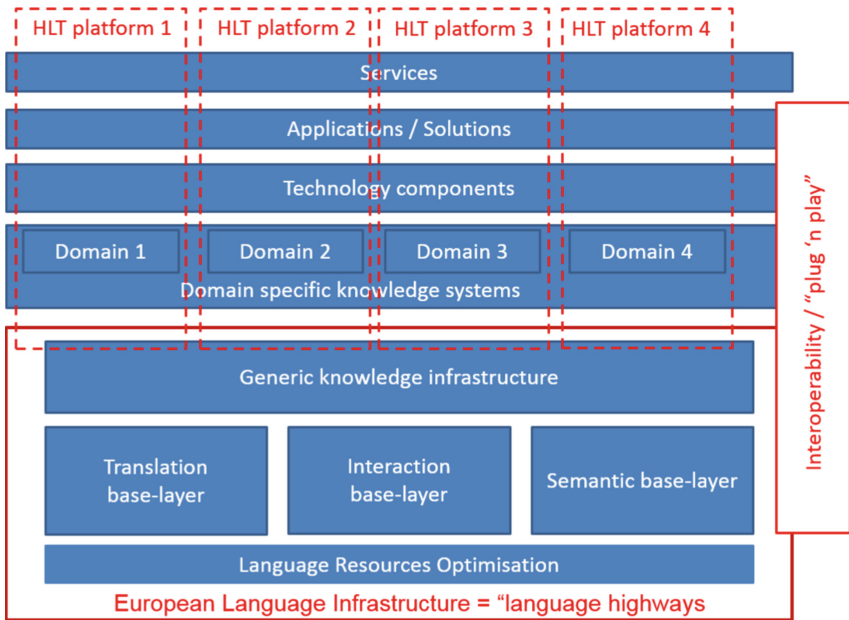 HLT platform 1
HLT platform 2
HLT platform 3
HLT platform 4
Services
Applications / Solutions
Technology components
Domain 1
Domain 2
Domain 3
Domain 4
Domain specific knowledge systems
Interoperability / “plug ‘n play”
Generic knowledge infrastructure
Translation
base-layer
Interaction
base-layer
Semantic base-layer
Language Resources Optimisation
European Language Infrastructure = “language highways